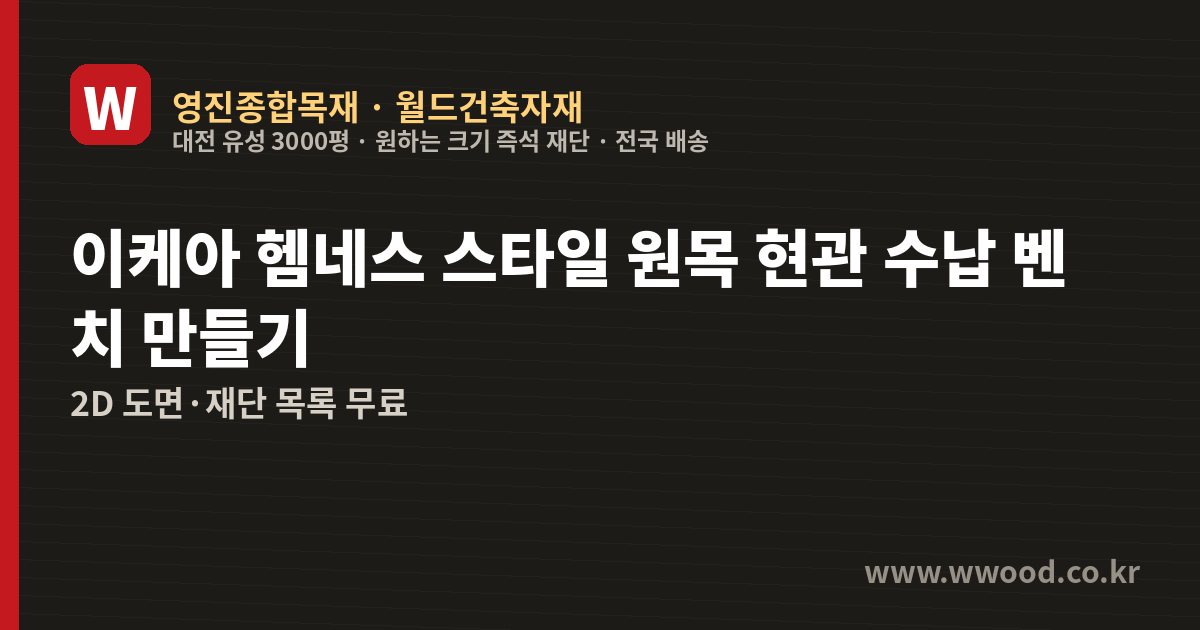 W
영진종합목재 · 월드건축자재
대전 유성 3000평 · 원하는 크기 즉석 재단 · 전국 배송
이케아 헴네스 스타일 원목 현관 수납 벤
치 만들기
2D 도면·재단 목록 무료
www.wwood.co.kr